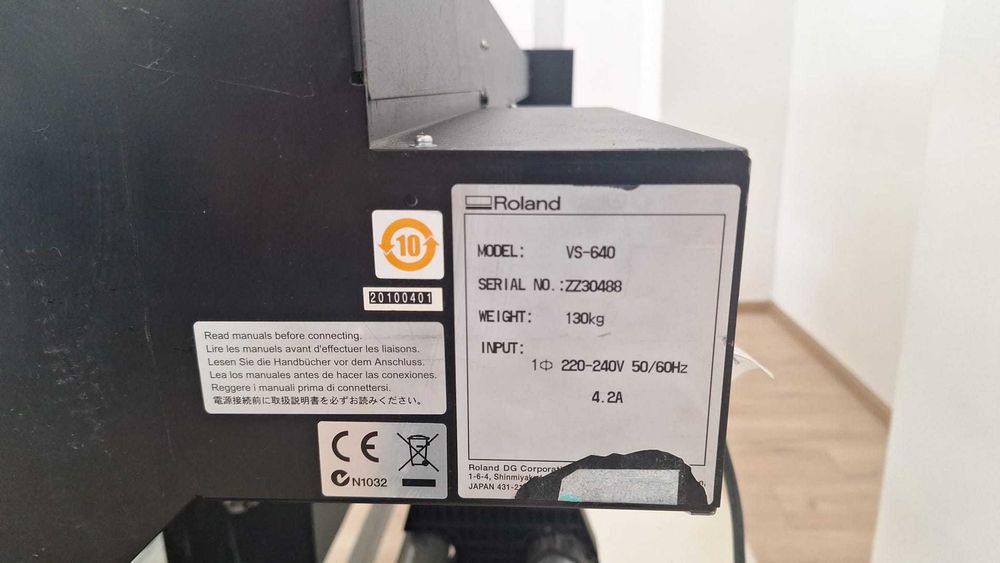 Roland
MODEL: VS-640
SERIAL NO.:ZZ30488
WEIGHT: 130kg
INPUT:
1Φ 220-240V 50/60Hz
4.2A
Roland DG
1-6-4,
JAPAN
10
20100401
Read manuals before connecting.
Lire les manuels avant d'effectuer les liaisons.
Lesen Sie die Handbücher vor dem Anschluss.
Lea los manuales antes de hacer las conexiones.
Reggere i manuali prima di connettersi.
電源接続前に取扱説明書を必ずお読みください。
CE
N1032